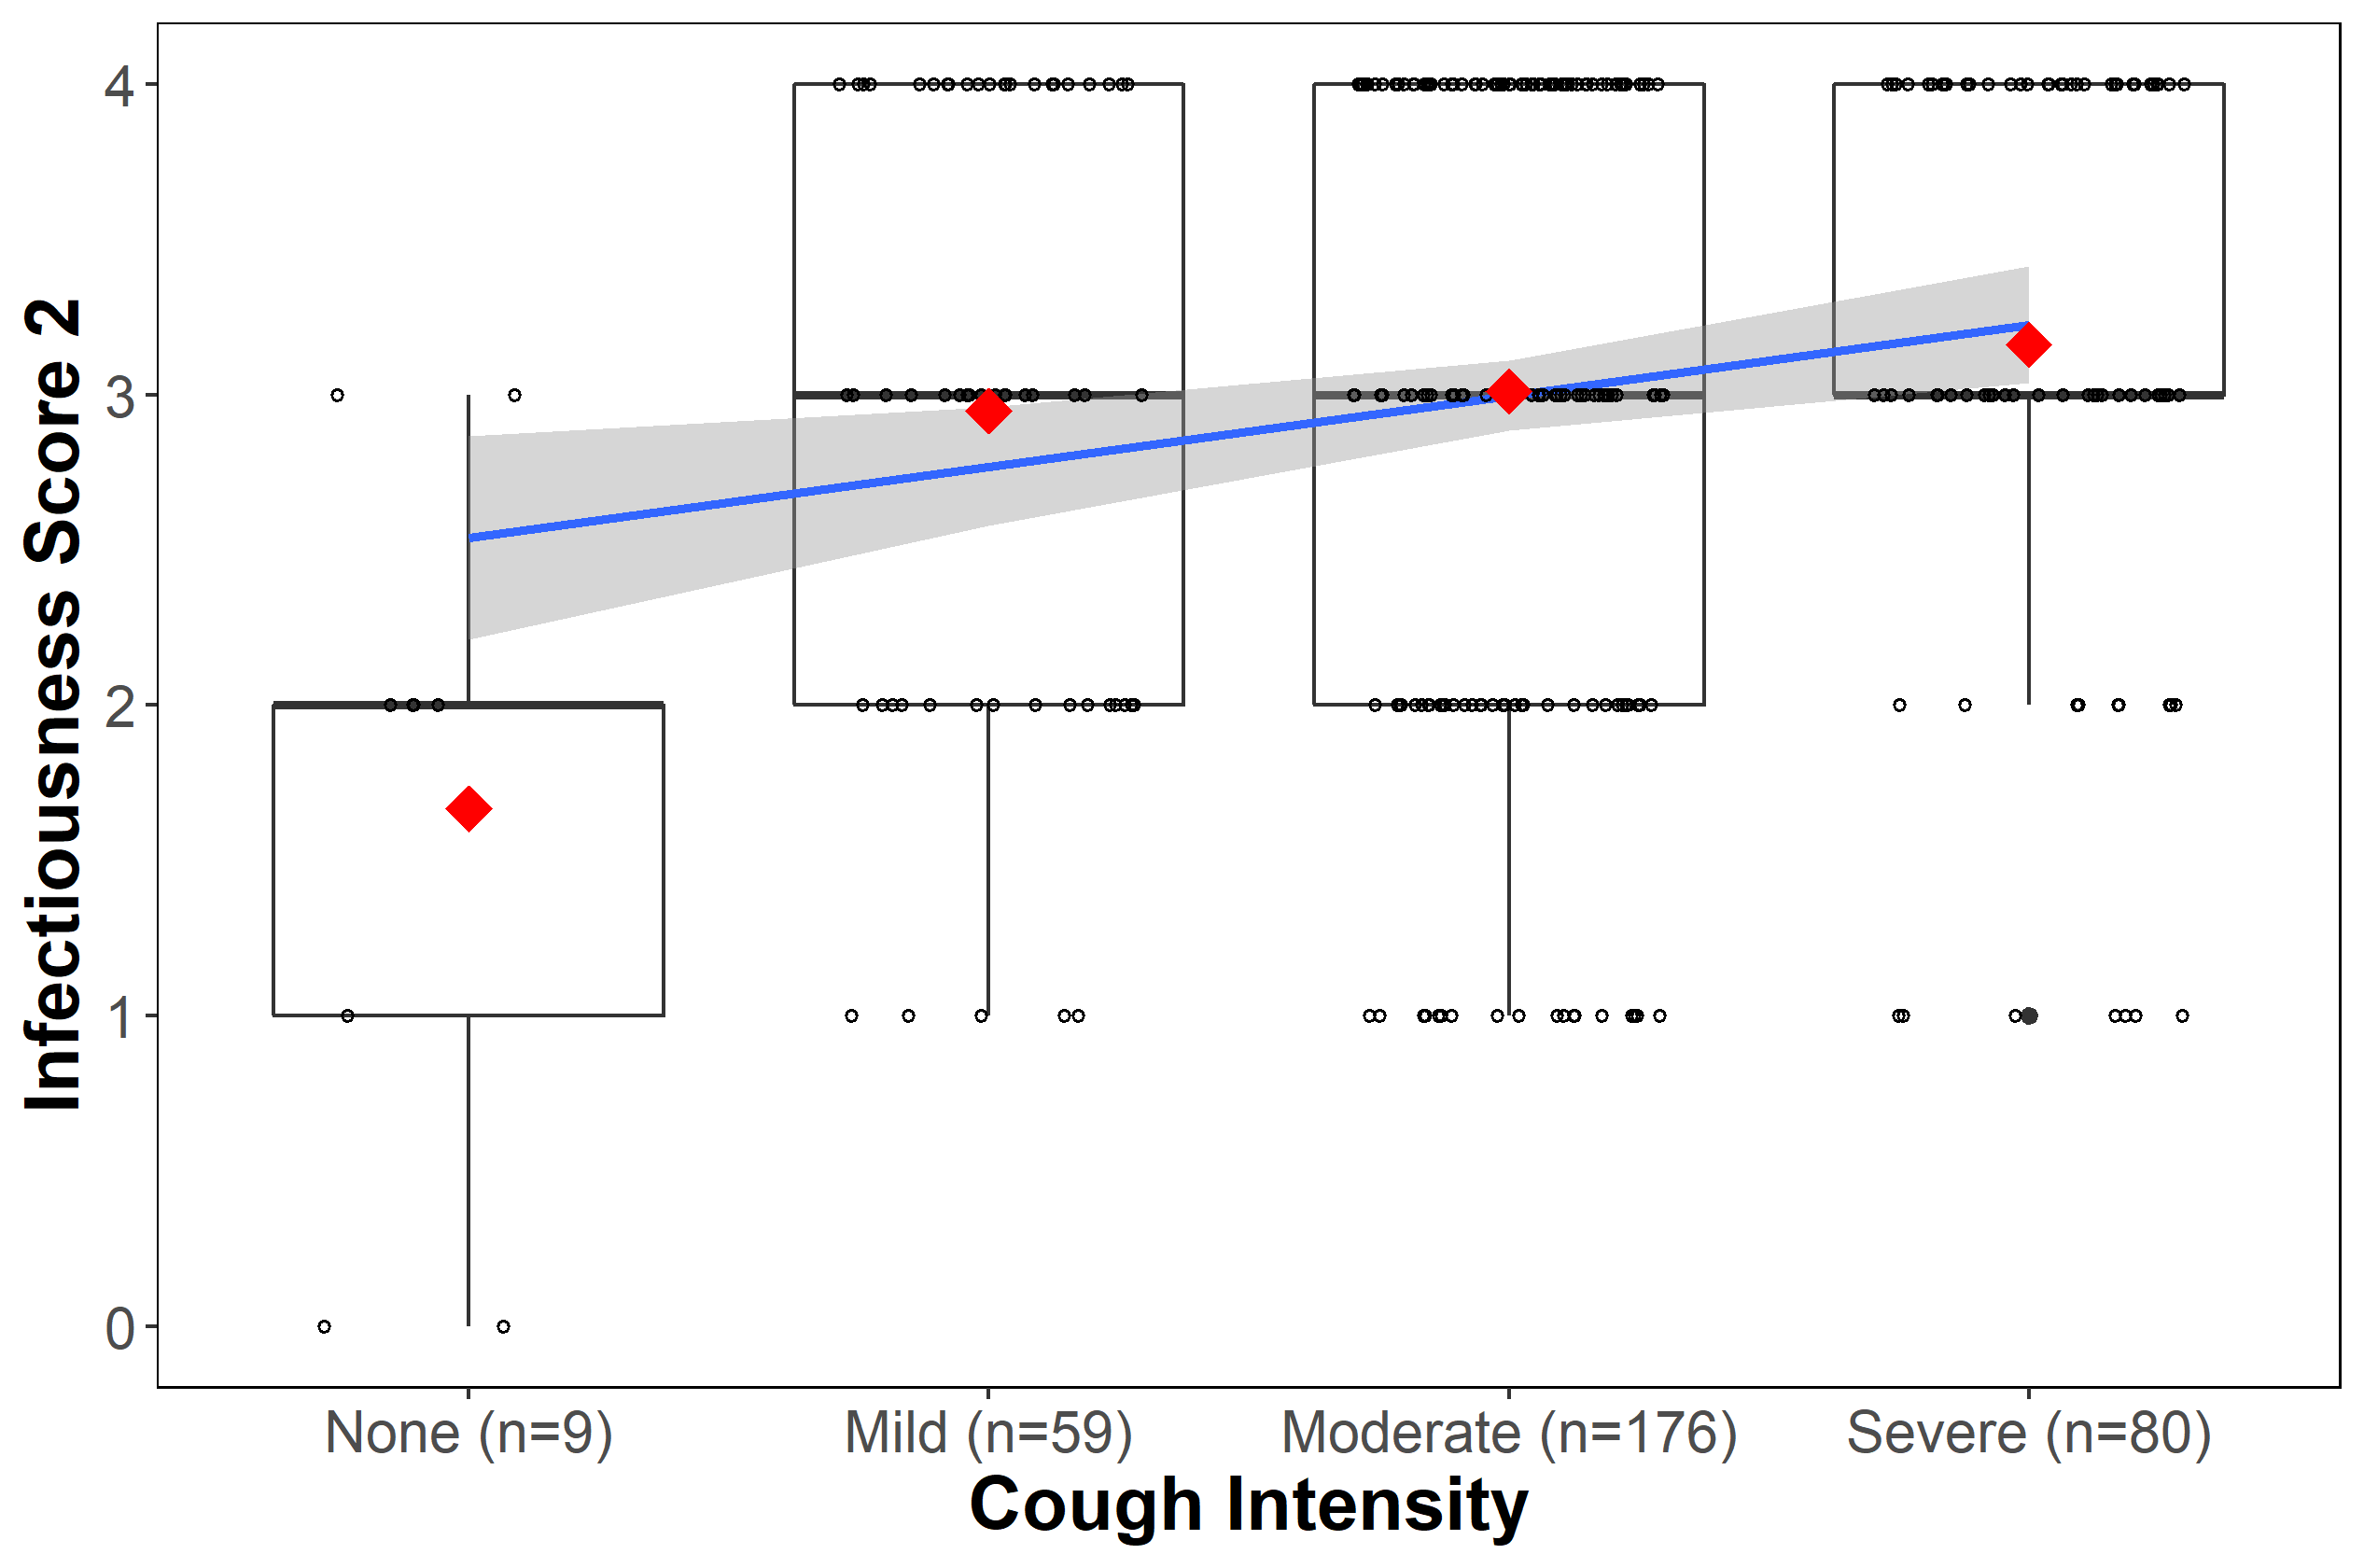 Infectiousness Score 2
4
3
2
1
0
None (n=9)
Mild (n=59)
Moderate (n=176)
Severe (n=80)
Cough Intensity